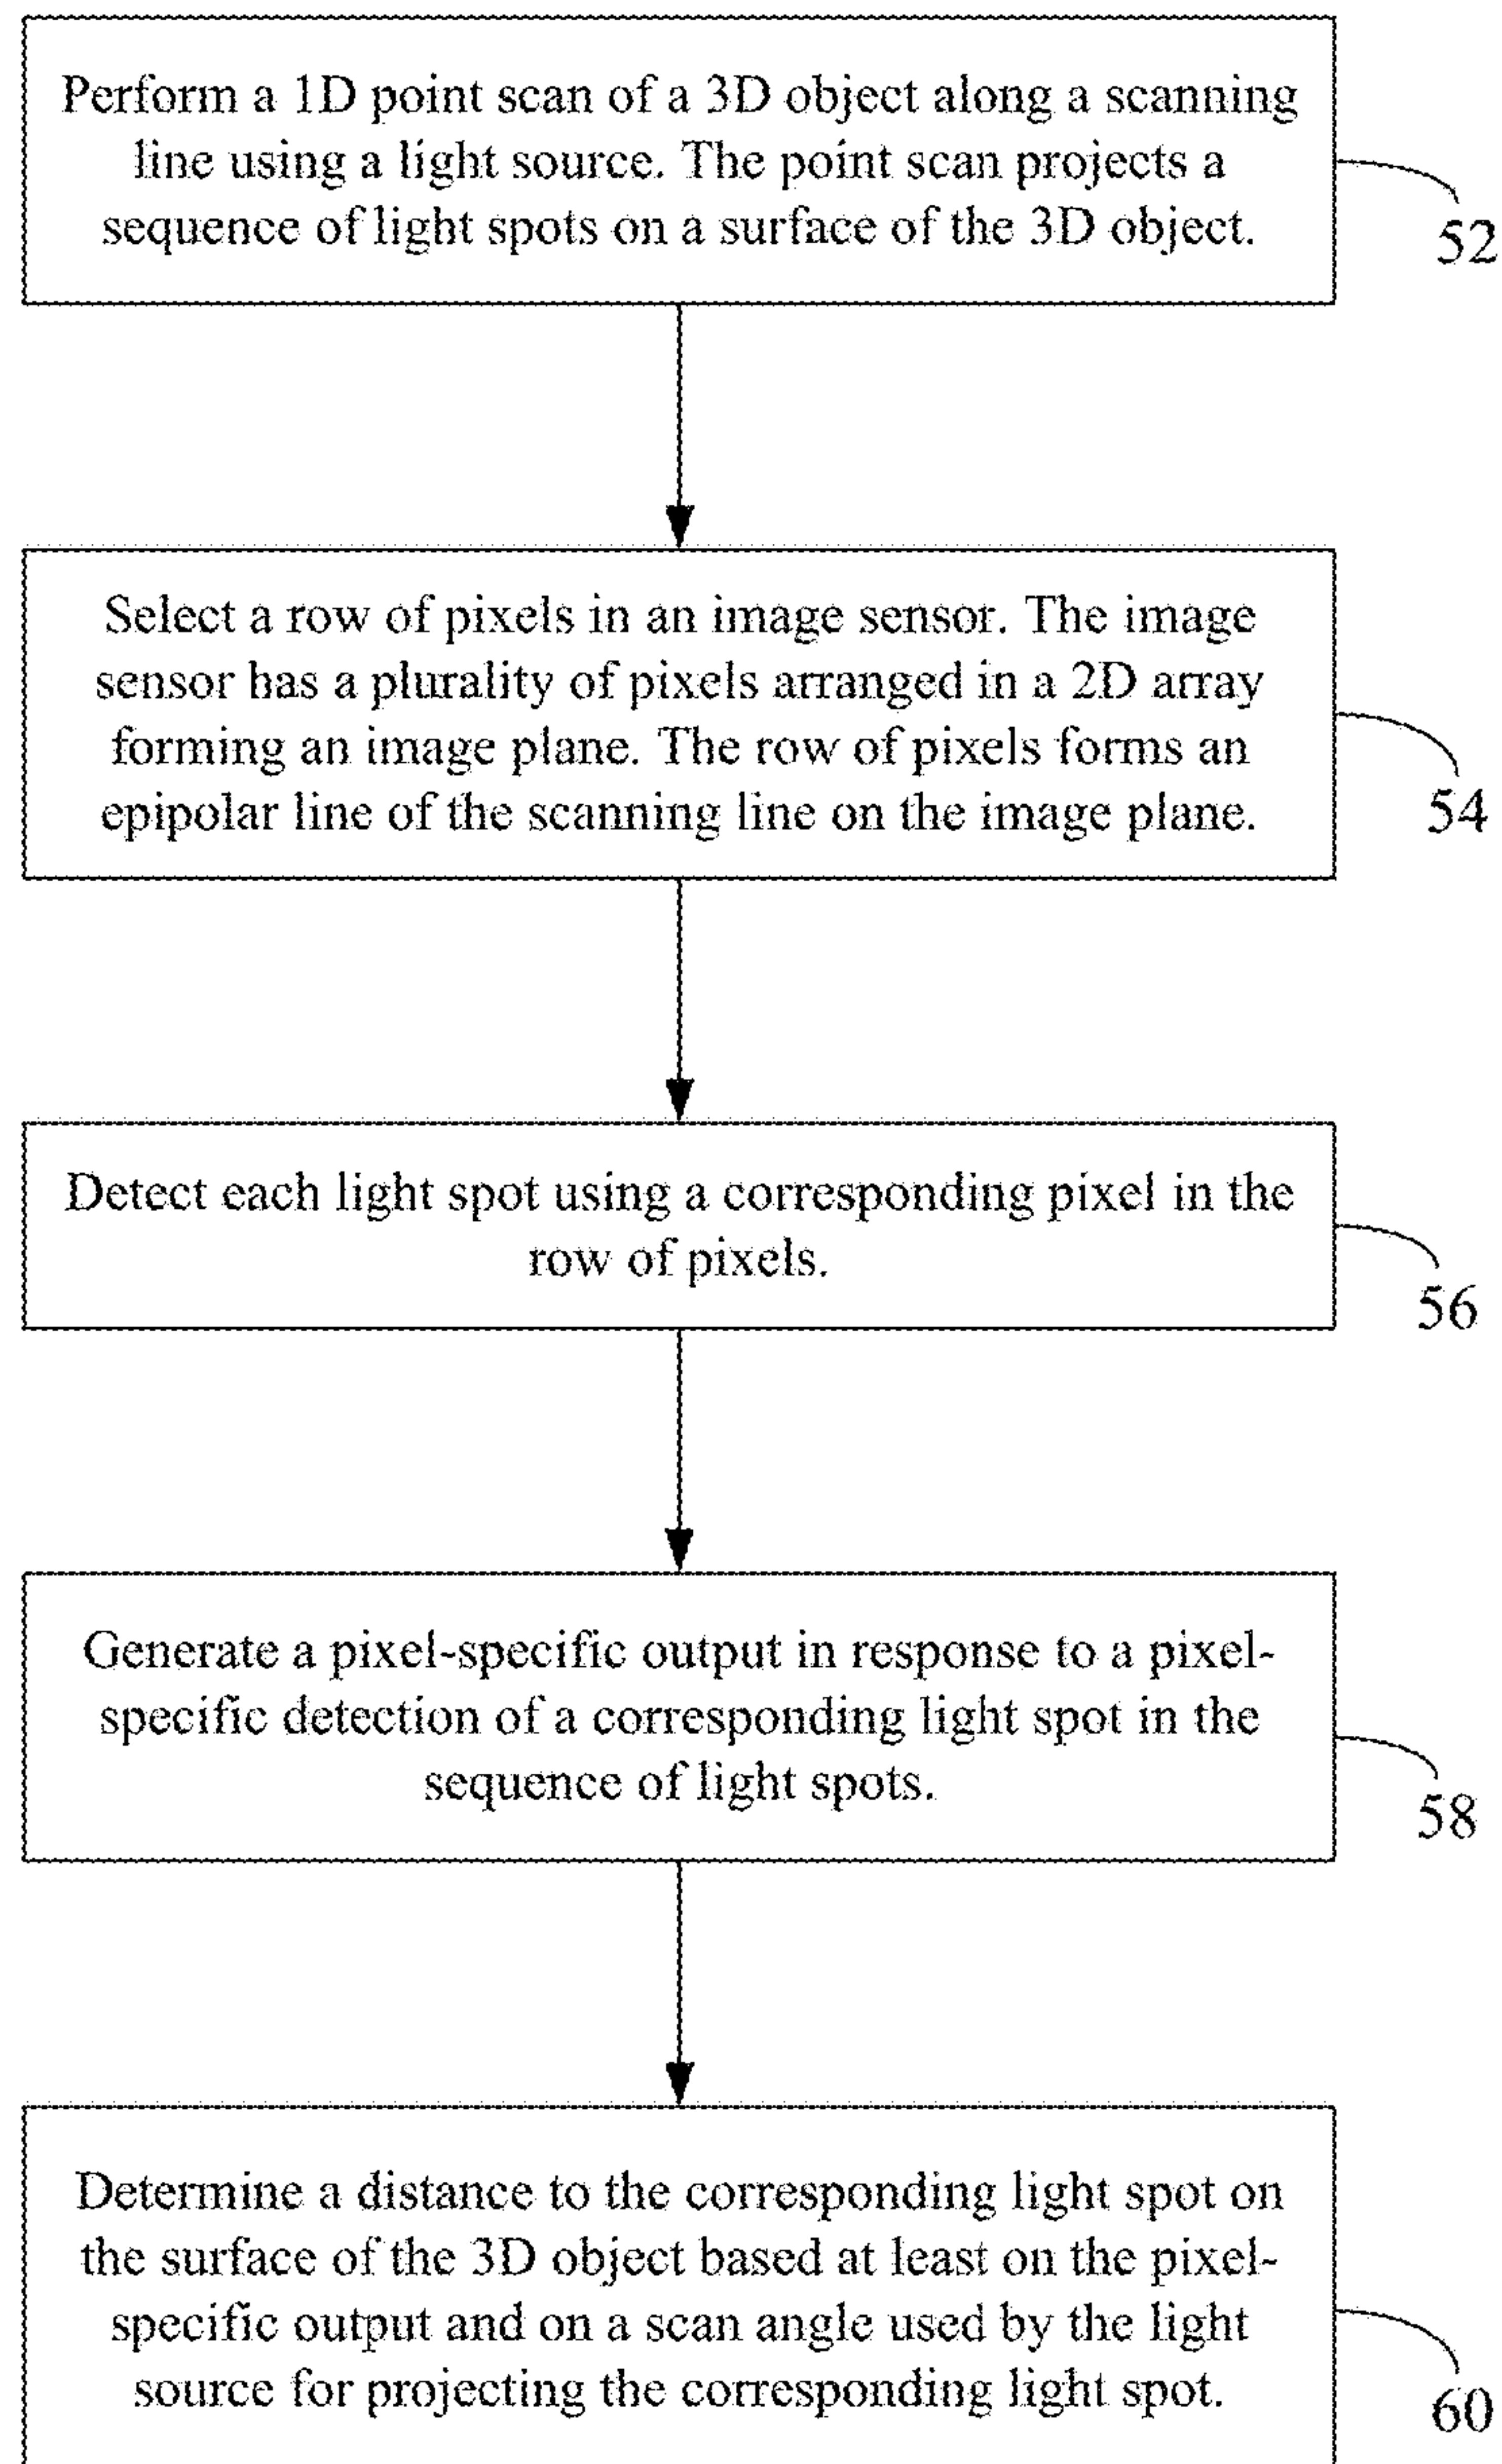 Perform a 1D point scan of a 3D object along a scanning
line using a light source. The point scan projects a
sequence of light spots on a surface of the 3D object.
52
Select a row of pixels in an image sensor. The image
sensor has a plurality of pixels arranged in a 2D array
forming an image plane. The row of pixels forms an
epipolar line of the scanning line on the image plane.
54
Detect each light spot using a corresponding pixel in the
row of pixels.
56
Generate a pixel-specific output in response to a pixel-
specific detection of a corresponding light spot in the
sequence of light spots.
58
Determine a distance to the corresponding light spot on
the surface of the 3D object based at least on the pixel-
specific output and on a scan angle used by the light
source for projecting the corresponding light spot.
60